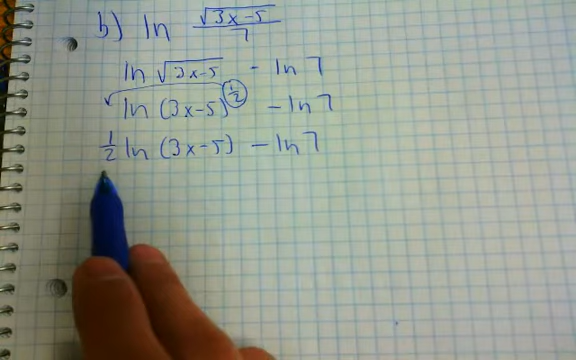 b) ln √(3x-5)/7
ln √(3x-5) - ln 7
ln (3x-5)^(1/2) - ln 7
1/2 ln (3x-5) - ln 7